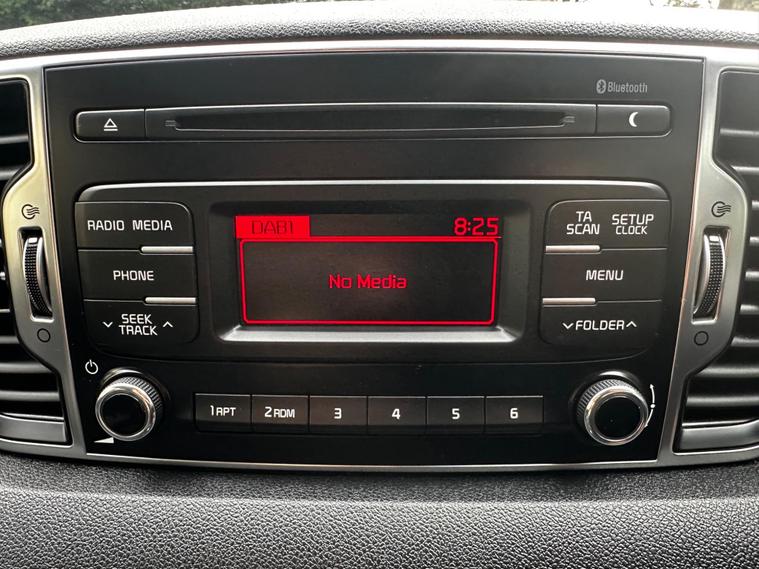 Bluetooth
RADIO MEDIA
PHONE
SEEK
TRACK
DAB1
8:25
No Media
TA
SCAN
SETUP
CLOCK
MENU
FOLDER
1 RPT
2 RDM
3
4
5
6